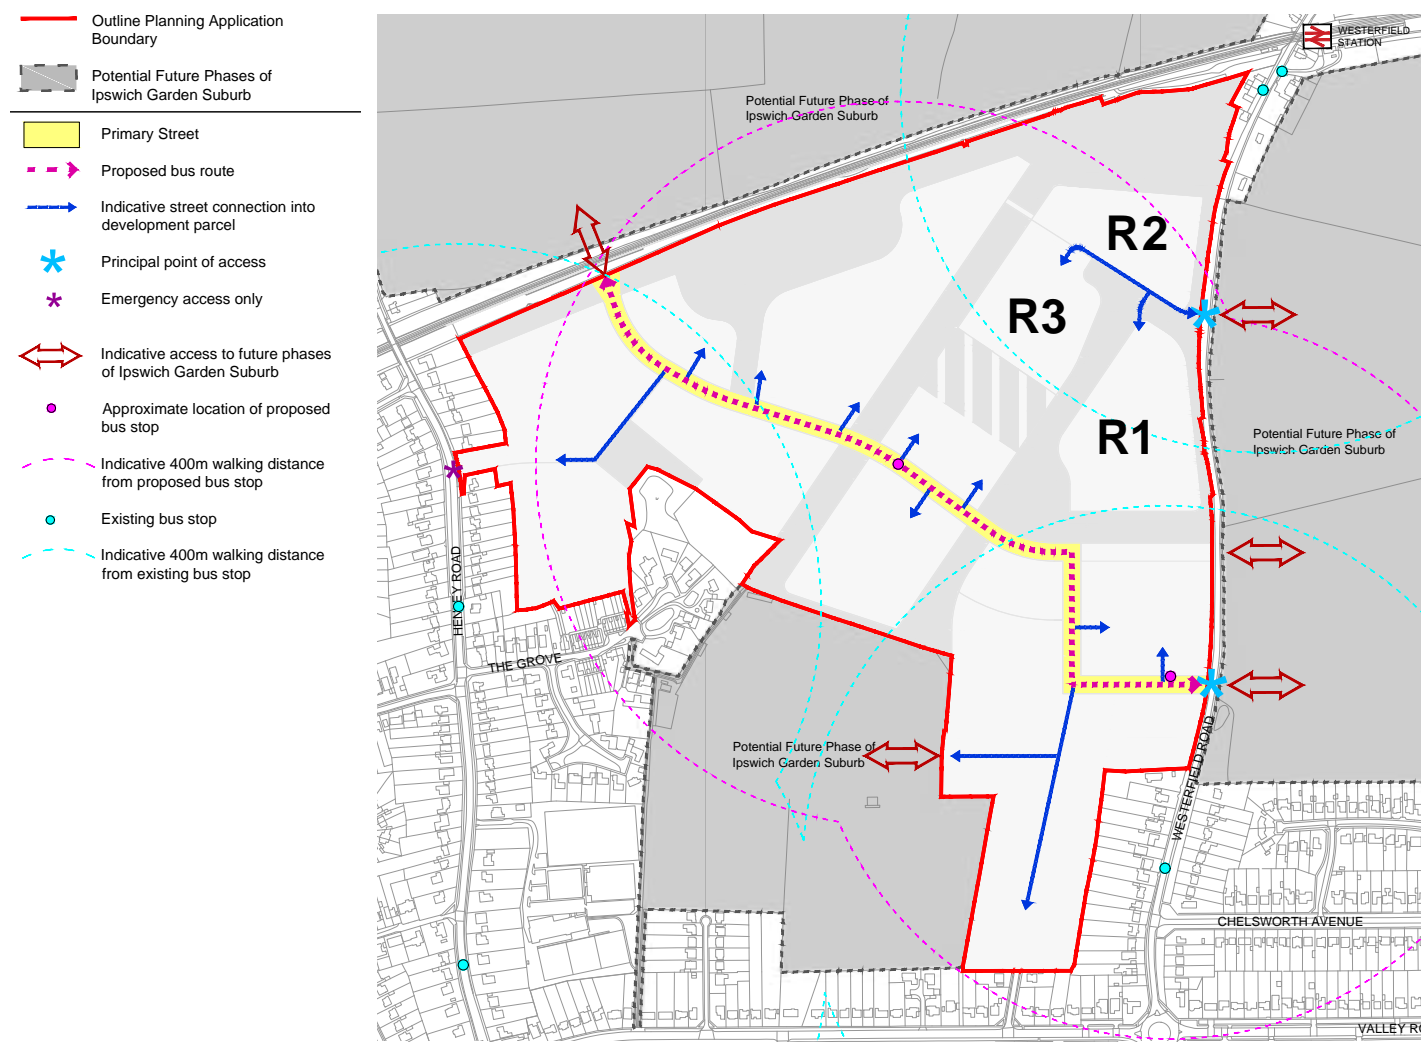 Outline Planning Application
Boundary
Potential Future Phases of
Ipswich Garden Suburb
Primary Street
Proposed bus route
Indicative street connection into
development parcel
Principal point of access
Emergency access only
Indicative access to future phases
of Ipswich Garden Suburb
Approximate location of proposed
bus stop
Indicative 400m walking distance
from proposed bus stop
Existing bus stop
Indicative 400m walking distance
from existing bus stop
WESTERFIELD
STATION
Potential Future Phase of
Ipswich Garden Suburb
R2
R3
R1
Potential Future Phase of
Ipswich Garden Suburb
HENLEY ROAD
THE GROVE
Potential Future Phase of
Ipswich Garden Suburb
WESTERFIELD ROAD
CHELSWORTH AVENUE
VALLEY RO